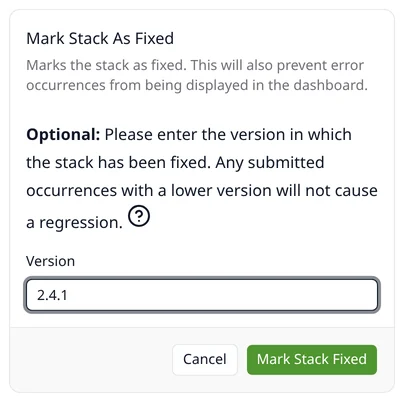 Mark Stack As Fixed
Marks the stack as fixed. This will also prevent error
occurrences from being displayed in the dashboard.
Optional: Please enter the version in which
the stack has been fixed. Any submitted
occurrences with a lower version will not cause
a regression. ?
Version
2.4.1
Cancel Mark Stack Fixed